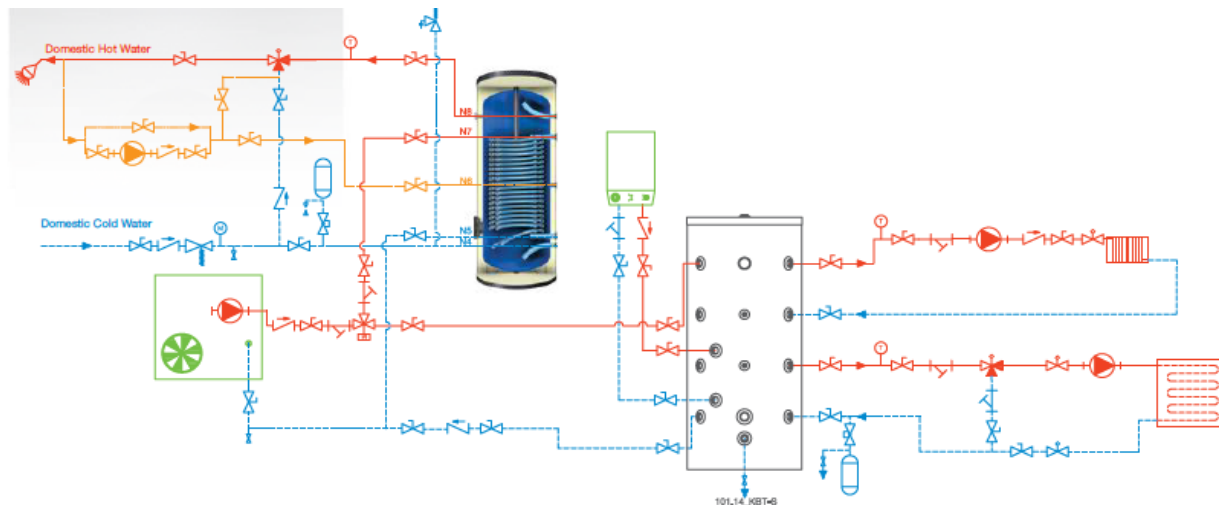 Domestic Hot Water
T
N8
N7
N6
Domestic Cold Water
M
N5
N4
T
T
101.14 KBT-6